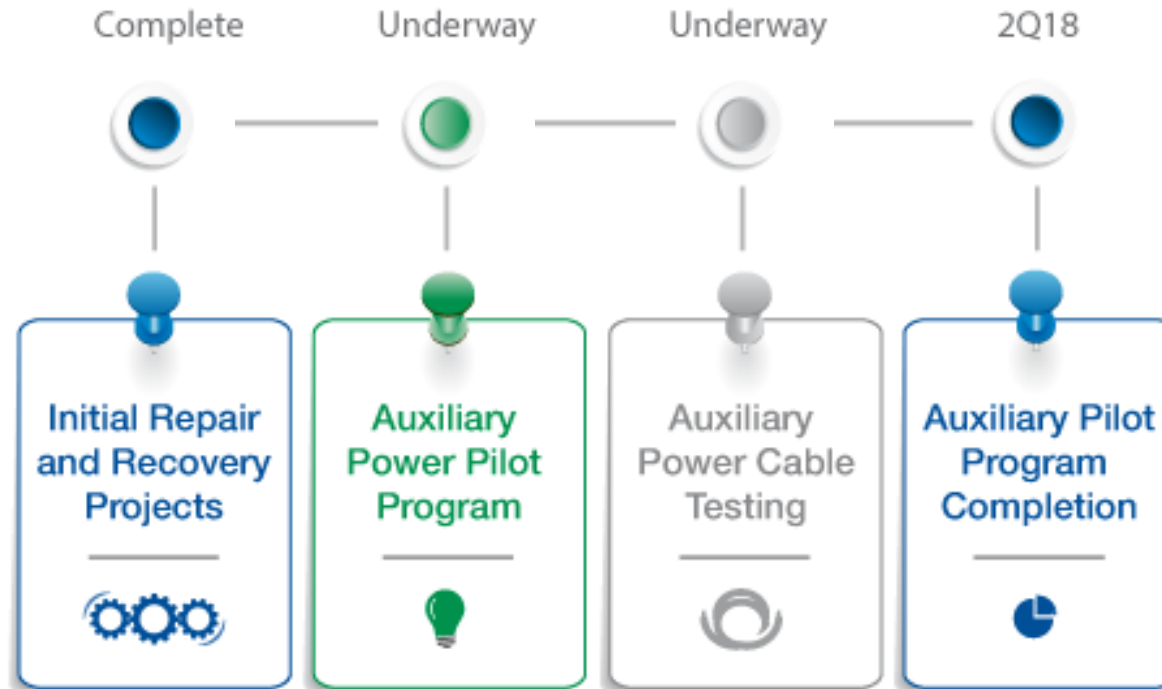 Complete
Underway
Underway
2Q18
Initial Repair
and Recovery
Projects
Auxiliary
Power Pilot
Program
Auxiliary
Power Cable
Testing
Auxiliary Pilot
Program
Completion